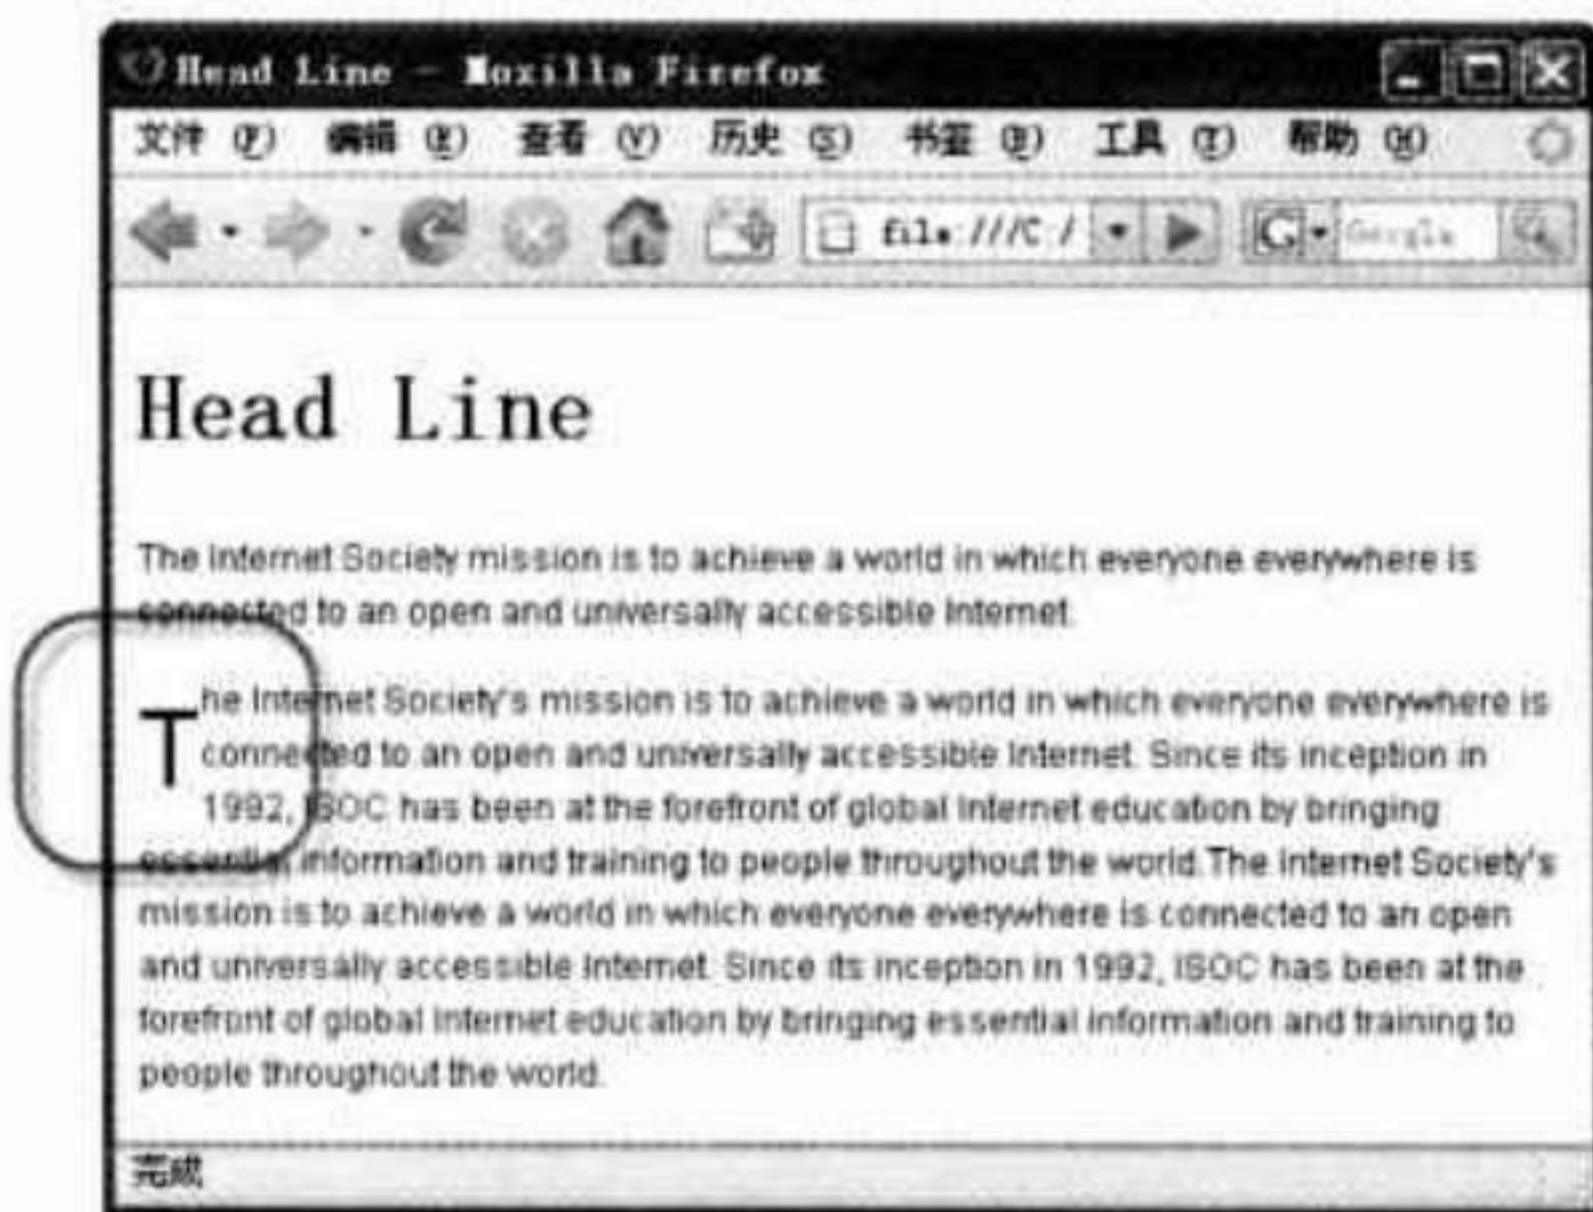 Head Line - Mozilla Firefox
文件 (F) 编辑 (E) 查看 (V) 历史 (S) 书签 (B) 工具 (T) 帮助 (H)
file:///C:/ G Google
Head Line
The Internet Society mission is to achieve a world in which everyone everywhere is
connected to an open and universally accessible Internet.
The Internet Society's mission is to achieve a world in which everyone everywhere is
connected to an open and universally accessible Internet. Since its inception in
1992, ISOC has been at the forefront of global Internet education by bringing
essential information and training to people throughout the world.The Internet Society's
mission is to achieve a world in which everyone everywhere is connected to an open
and universally accessible Internet. Since its inception in 1992, ISOC has been at the
forefront of global Internet education by bringing essential information and training to
people throughout the world.
完成